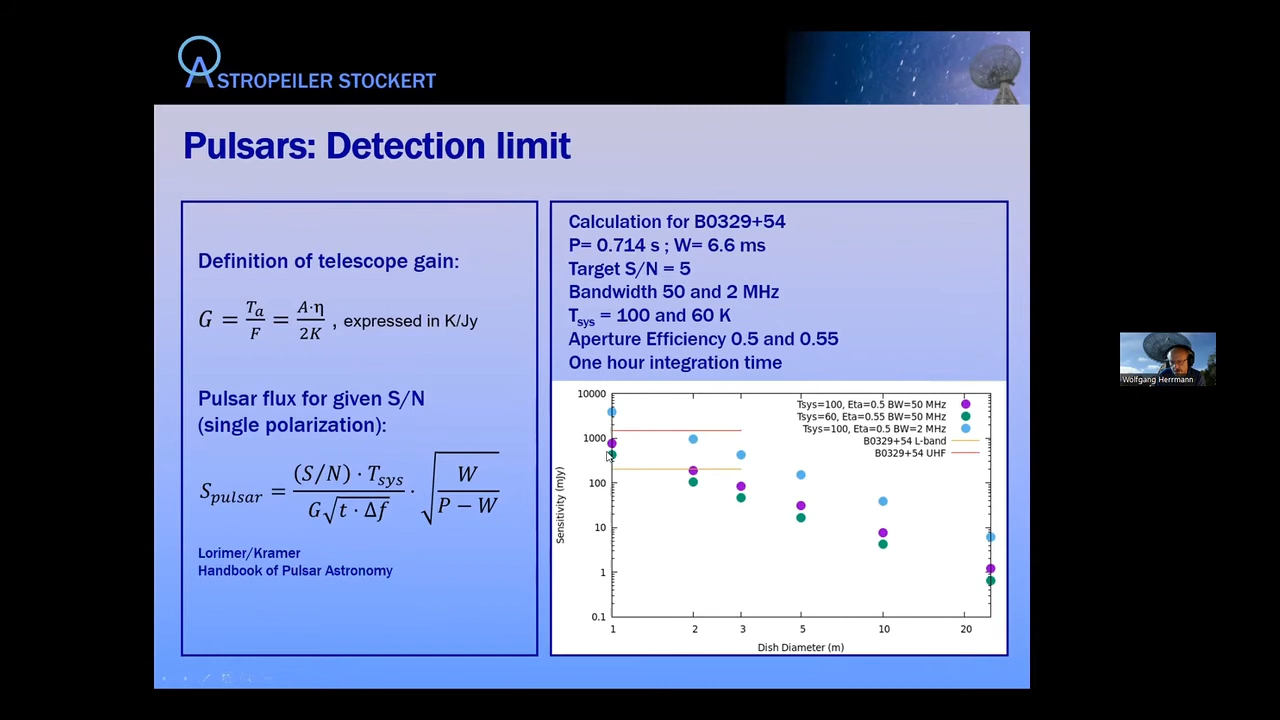 ASTROPEILER STOCKERT
Pulsars: Detection limit
Definition of telescope gain:
G = T_a / F = A·η / 2K , expressed in K/Jy
Pulsar flux for given S/N
(single polarization):
S_pulsar = (S/N) · T_sys / G√(t · Δf) · √(W / P − W)
Lorimer/Kramer
Handbook of Pulsar Astronomy
Calculation for B0329+54
P= 0.714 s ; W= 6.6 ms
Target S/N = 5
Bandwidth 50 and 2 MHz
T_sys = 100 and 60 K
Aperture Efficiency 0.5 and 0.55
One hour integration time
Tsys=100, Eta=0.5 BW=50 MHz
Tsys=60, Eta=0.55 BW=50 MHz
Tsys=100, Eta=0.5 BW=2 MHz
B0329+54 L-band
B0329+54 UHF
Sensitivity (mJy)
10000
1000
100
10
1
0.1
1 2 3 5 10 20
Dish Diameter (m)
Wolfgang Herrmann